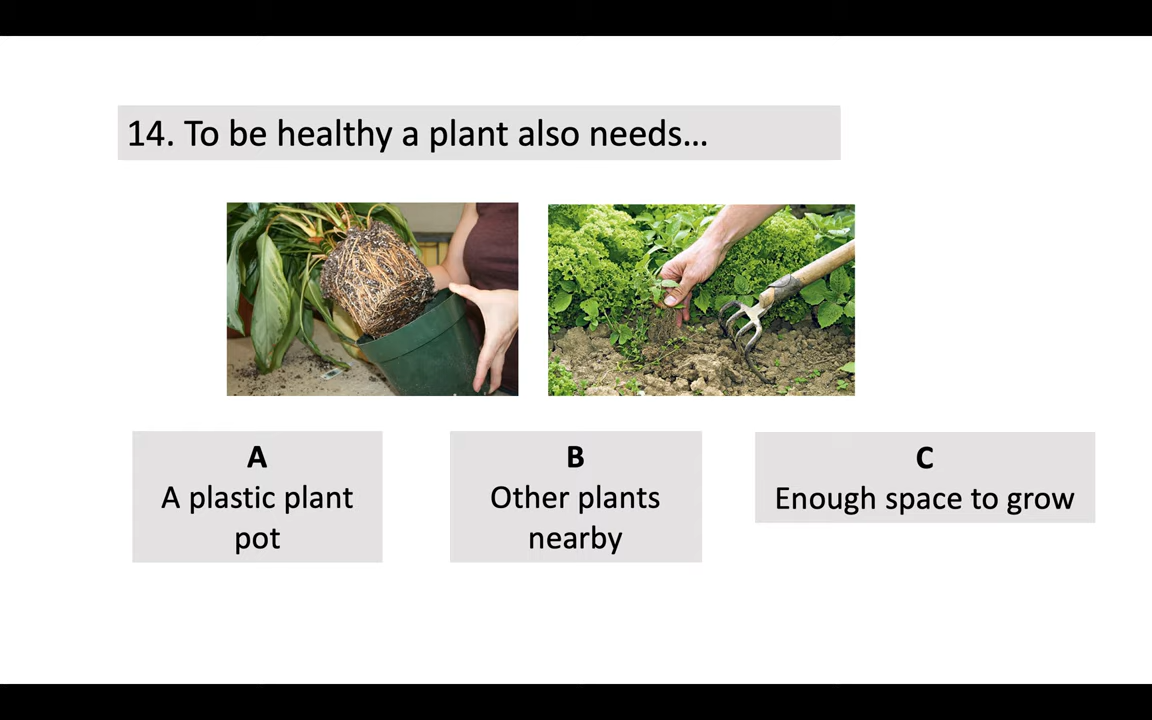 14. To be healthy a plant also needs...
A
A plastic plant
pot
B
Other plants
nearby
C
Enough space to grow